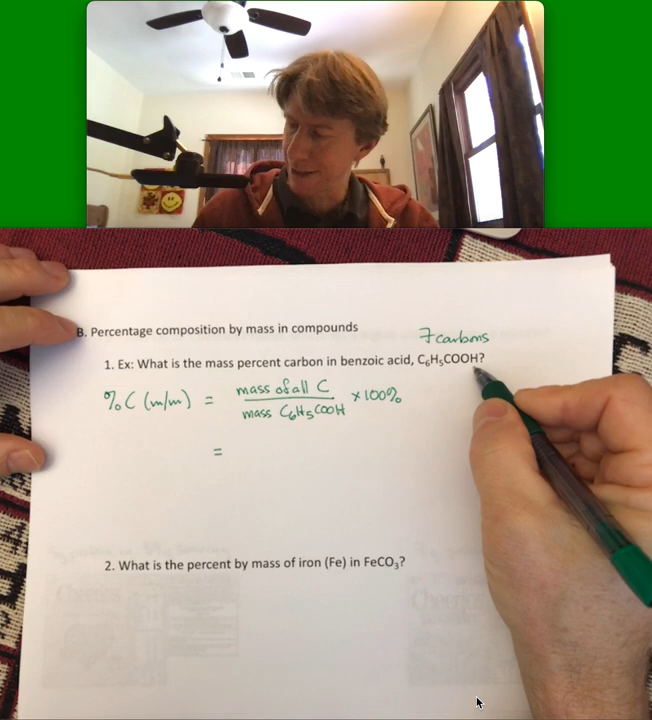 B. Percentage composition by mass in compounds
7 carbons
1. Ex: What is the mass percent carbon in benzoic acid, C₆H₅COOH?
%C (m/m) = mass of all C / mass C₆H₅COOH × 100%
=
2. What is the percent by mass of iron (Fe) in FeCO₃?